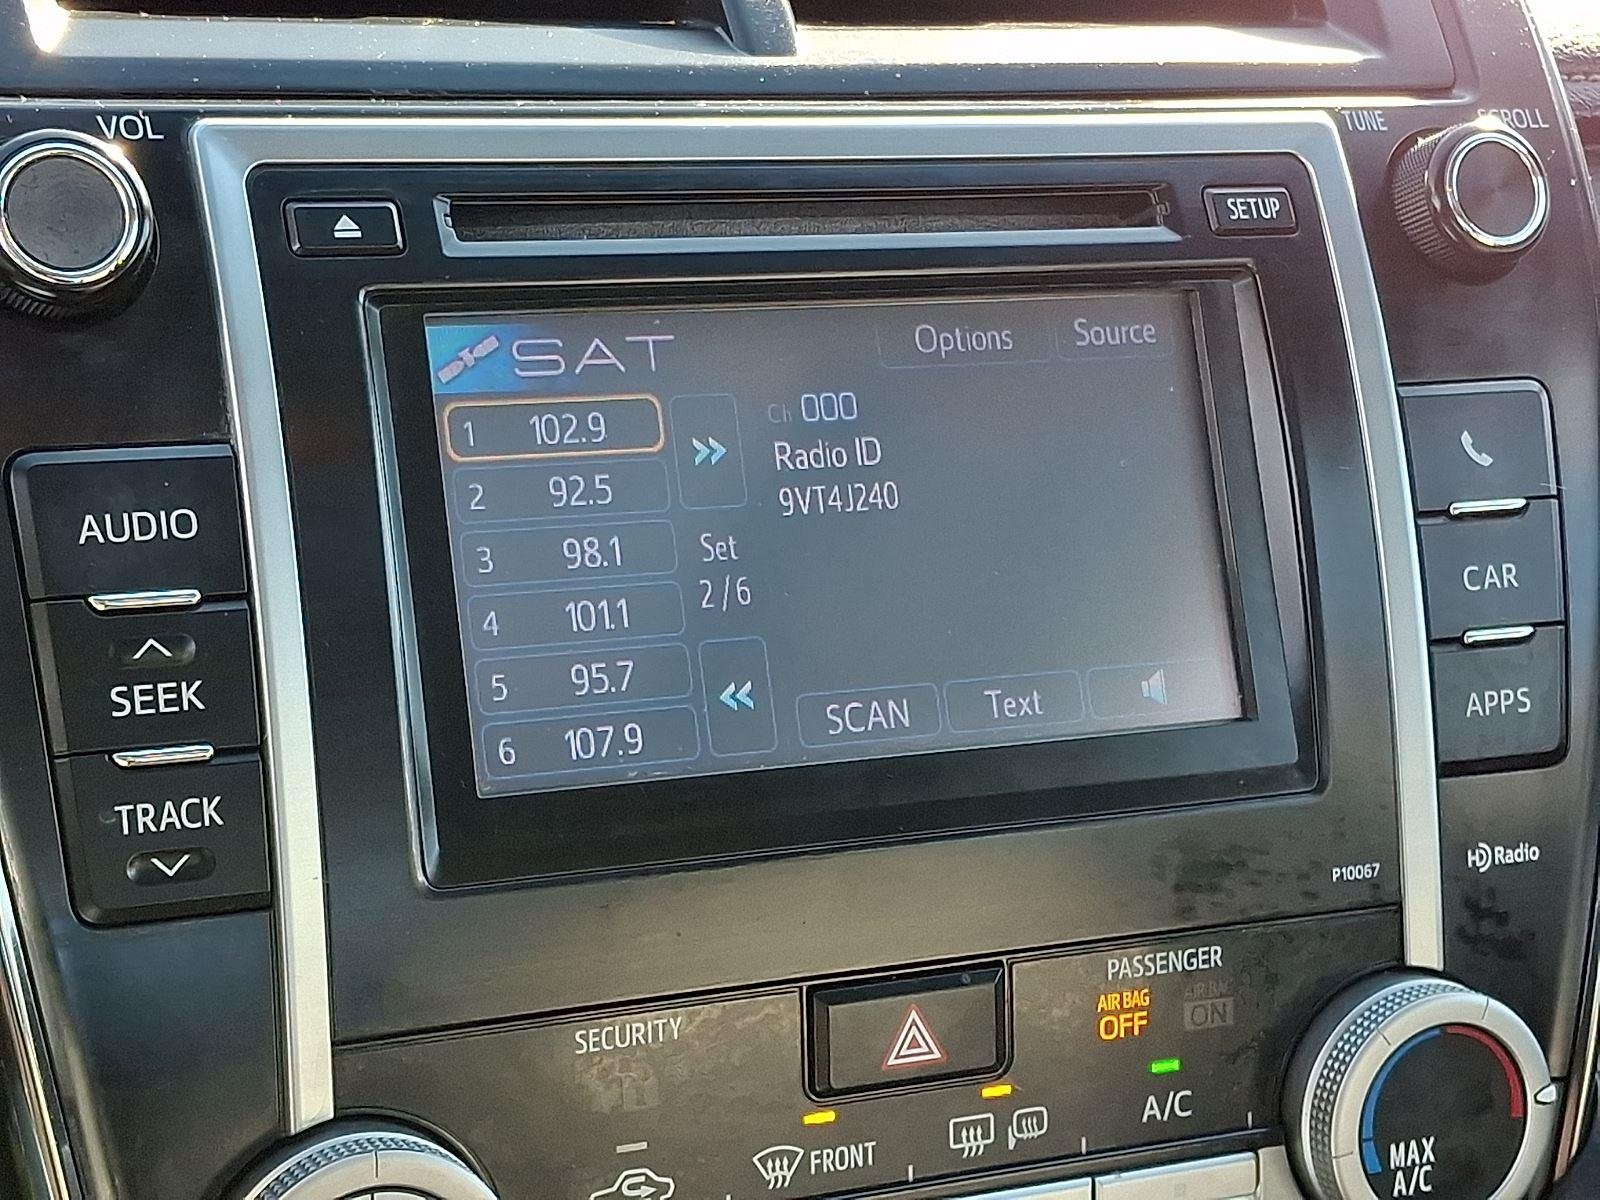 VOL
TUNE
SCROLL
SETUP
SAT
Options
Source
1 102.9
Ch 000
Radio ID
9VT4J240
2 92.5
3 98.1
Set
2/6
4 101.1
5 95.7
6 107.9
SCAN
Text
AUDIO
SEEK
TRACK
CAR
APPS
HD Radio
P10067
SECURITY
PASSENGER
AIR BAG
OFF
AIR BAG
ON
FRONT
A/C
MAX
A/C